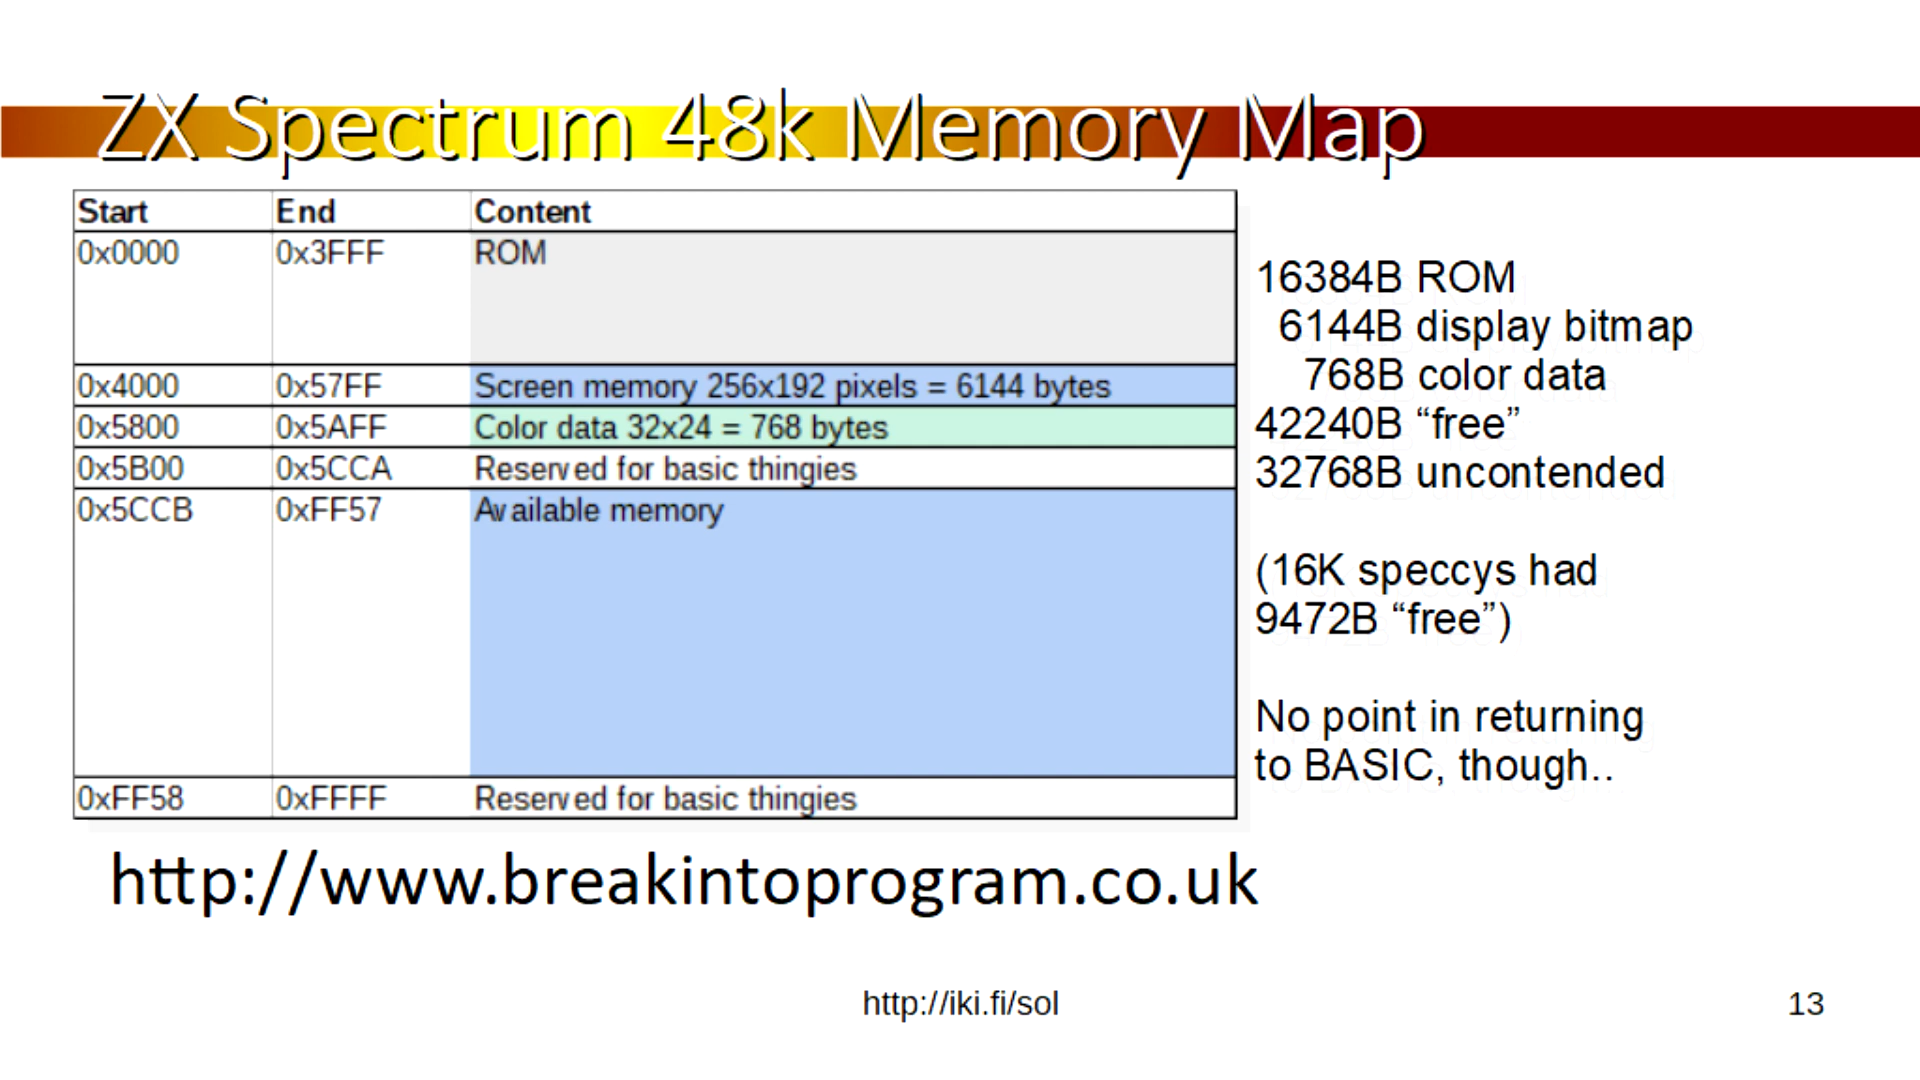 ZX Spectrum 48k Memory Map
Start End Content
0x0000 0x3FFF ROM
0x4000 0x57FF Screen memory 256x192 pixels = 6144 bytes
0x5800 0x5AFF Color data 32x24 = 768 bytes
0x5B00 0x5CCA Reserved for basic thingies
0x5CCB 0xFF57 Available memory
0xFF58 0xFFFF Reserved for basic thingies
16384B ROM
6144B display bitmap
768B color data
42240B “free”
32768B uncontended
(16K speccys had
9472B “free”)
No point in returning
to BASIC, though..
http://www.breakintoprogram.co.uk
http://iki.fi/sol
13